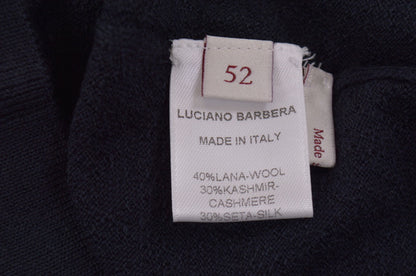 52
LUCIANO BARBERA
MADE IN ITALY
40%LANA-WOOL
30%KASHMIR-
CASHMERE
30%SETA-SILK
Made